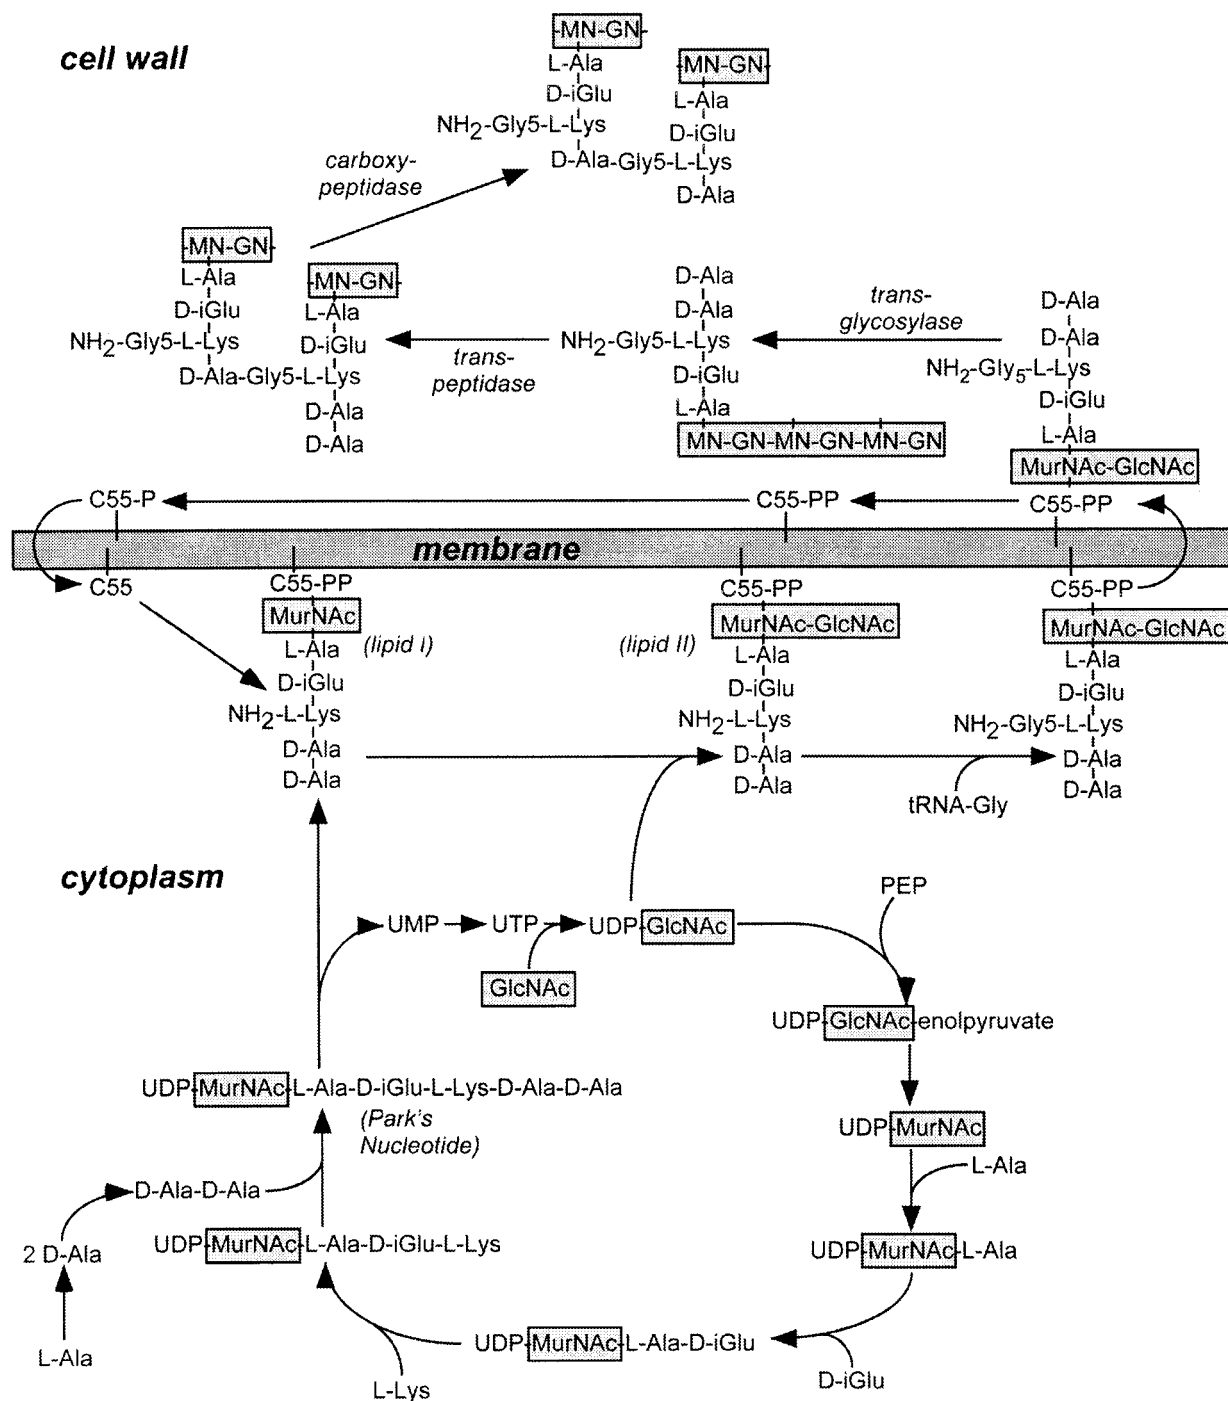 cell wall
-MN-GN-
L-Ala
D-iGlu
NH2-Gly5-L-Lys
D-Ala-Gly5-L-Lys
-MN-GN-
L-Ala
D-iGlu
D-Ala
carboxy-
peptidase
-MN-GN-
L-Ala
D-iGlu
NH2-Gly5-L-Lys
D-Ala-Gly5-L-Lys
-MN-GN-
L-Ala
D-iGlu
D-Ala
D-Ala
trans-
peptidase
D-Ala
D-Ala
NH2-Gly5-L-Lys
D-iGlu
L-Ala
MN-GN-MN-GN-MN-GN
trans-
glycosylase
D-Ala
D-Ala
NH2-Gly5-L-Lys
D-iGlu
L-Ala
MurNAc-GlcNAc
C55-P
C55-PP
C55-PP
membrane
C55
C55-PP
MurNAc
(lipid I)
L-Ala
D-iGlu
NH2-L-Lys
D-Ala
D-Ala
C55-PP
MurNAc-GlcNAc
(lipid II)
L-Ala
D-iGlu
NH2-L-Lys
D-Ala
D-Ala
C55-PP
MurNAc-GlcNAc
L-Ala
D-iGlu
NH2-Gly5-L-Lys
D-Ala
D-Ala
tRNA-Gly
cytoplasm
PEP
UMP
UTP
UDP-GlcNAc
GlcNAc
UDP-GlcNAc-enolpyruvate
UDP-MurNAc-L-Ala-D-iGlu-L-Lys-D-Ala-D-Ala
(Park's
Nucleotide)
UDP-MurNAc
L-Ala
D-Ala-D-Ala
2 D-Ala
UDP-MurNAc-L-Ala-D-iGlu-L-Lys
UDP-MurNAc-L-Ala
L-Ala
UDP-MurNAc-L-Ala-D-iGlu
L-Lys
D-iGlu